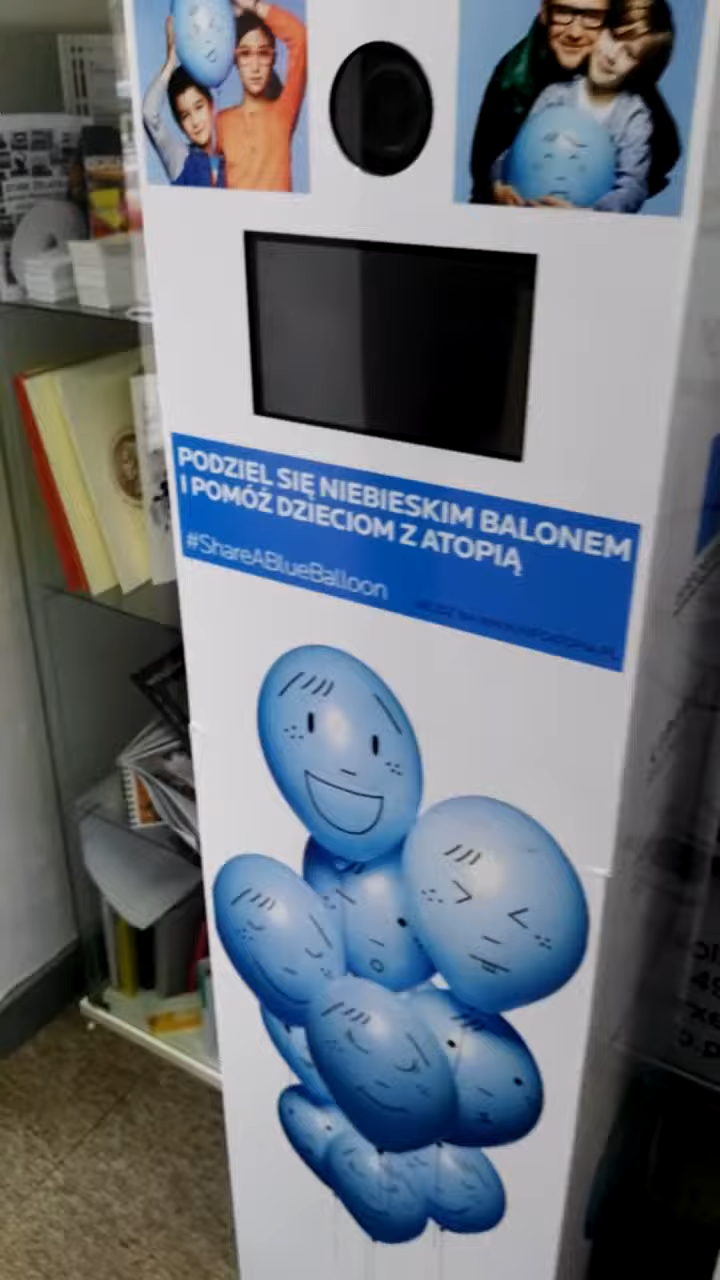 PODZIEL SIĘ NIEBIESKIM BALONEM
I POMÓŻ DZIECIOM Z ATOPIĄ
#ShareABlueBalloon